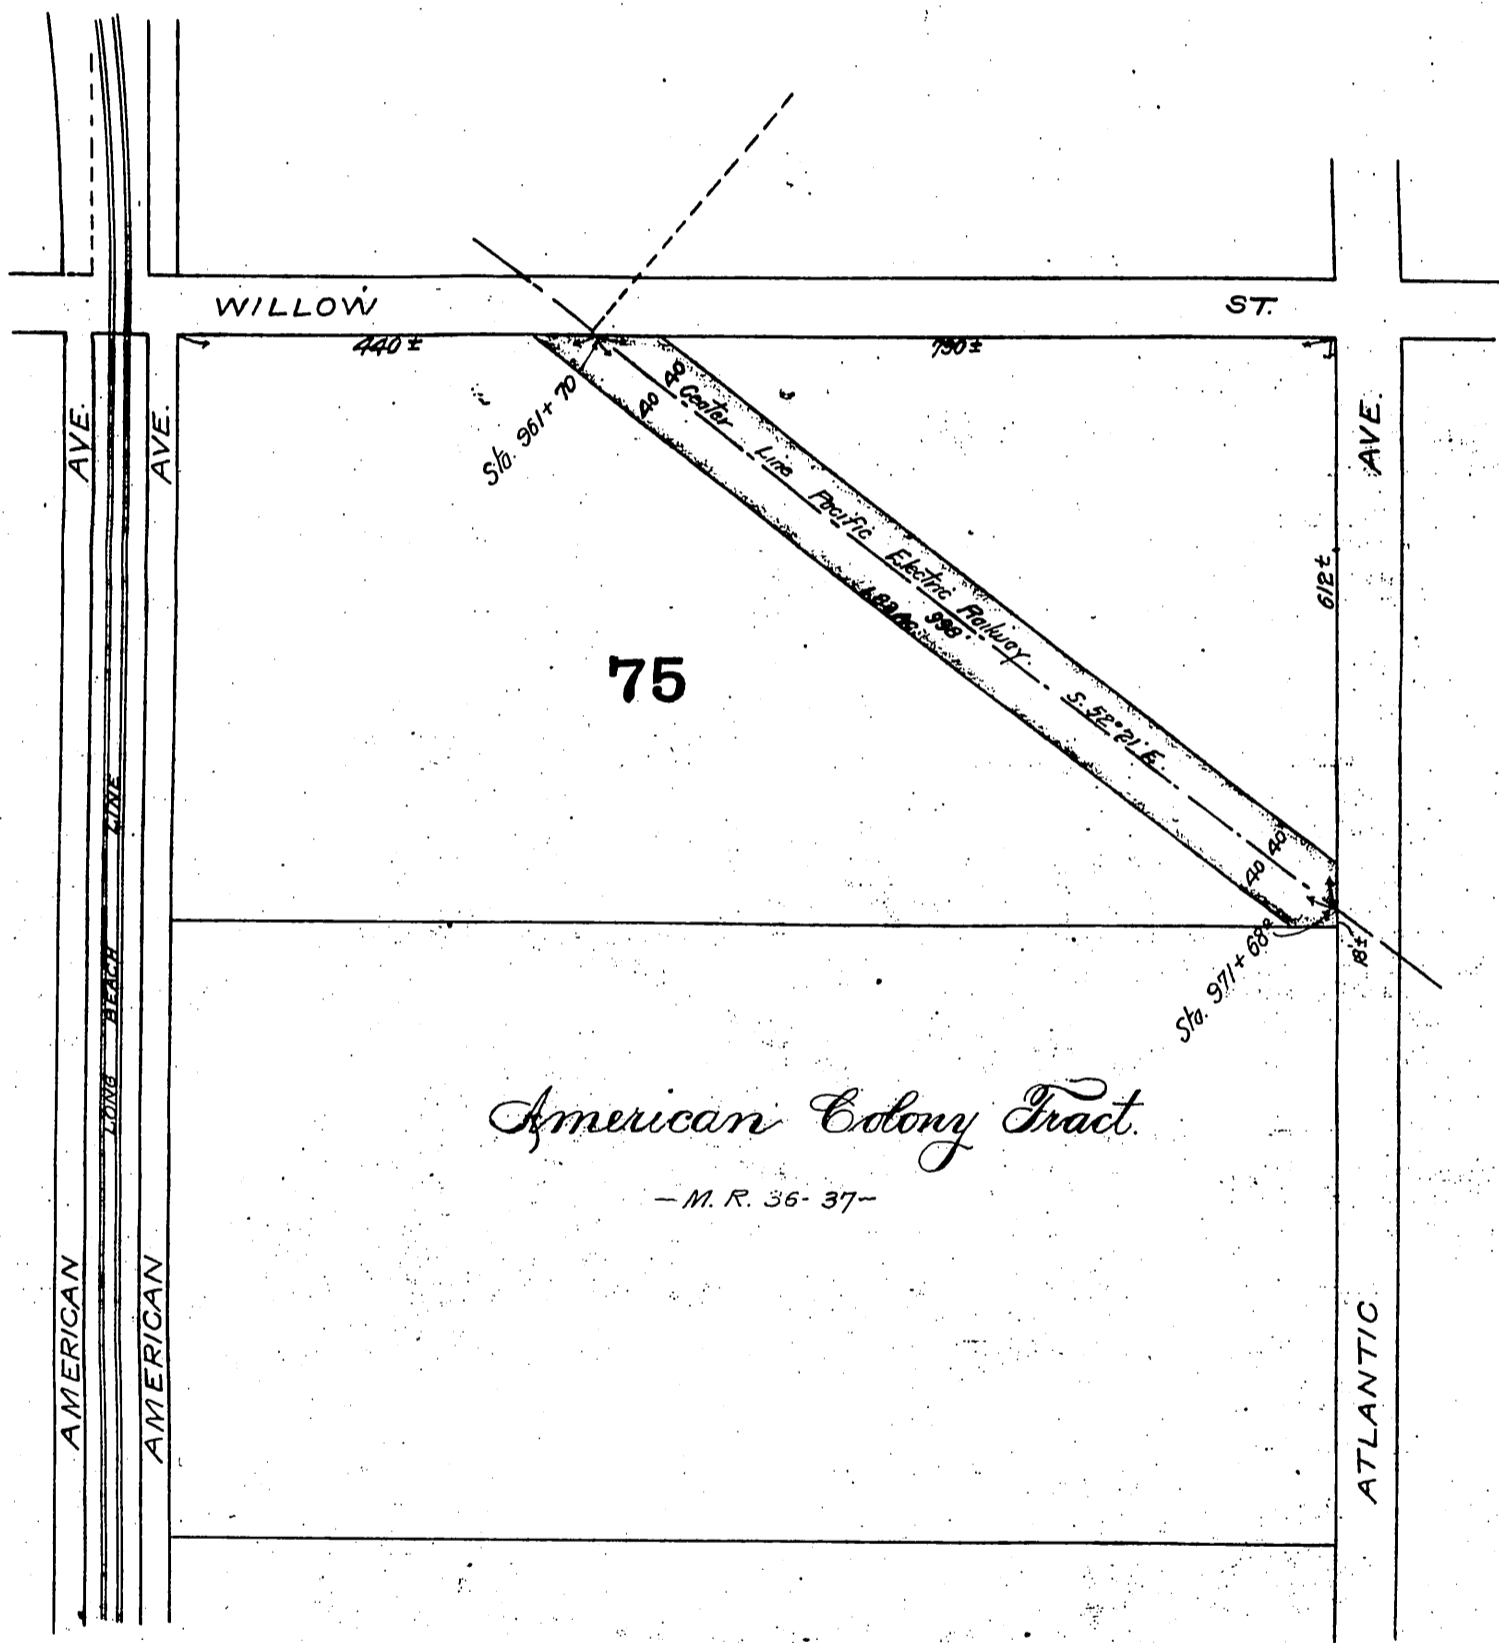 WILLOW ST.
440 ±
790 ±
AVE.
AVE.
AVE.
Sta. 961 + 70
40
40
Center Line Pacific Electric Railway. S. 52° 21' E.
998'
612 ±
75
LONG BEACH LINE
40
40
Sta. 971 + 68
18 ±
American Colony Tract.
— M. R. 36 - 37 —
AMERICAN
AMERICAN
ATLANTIC